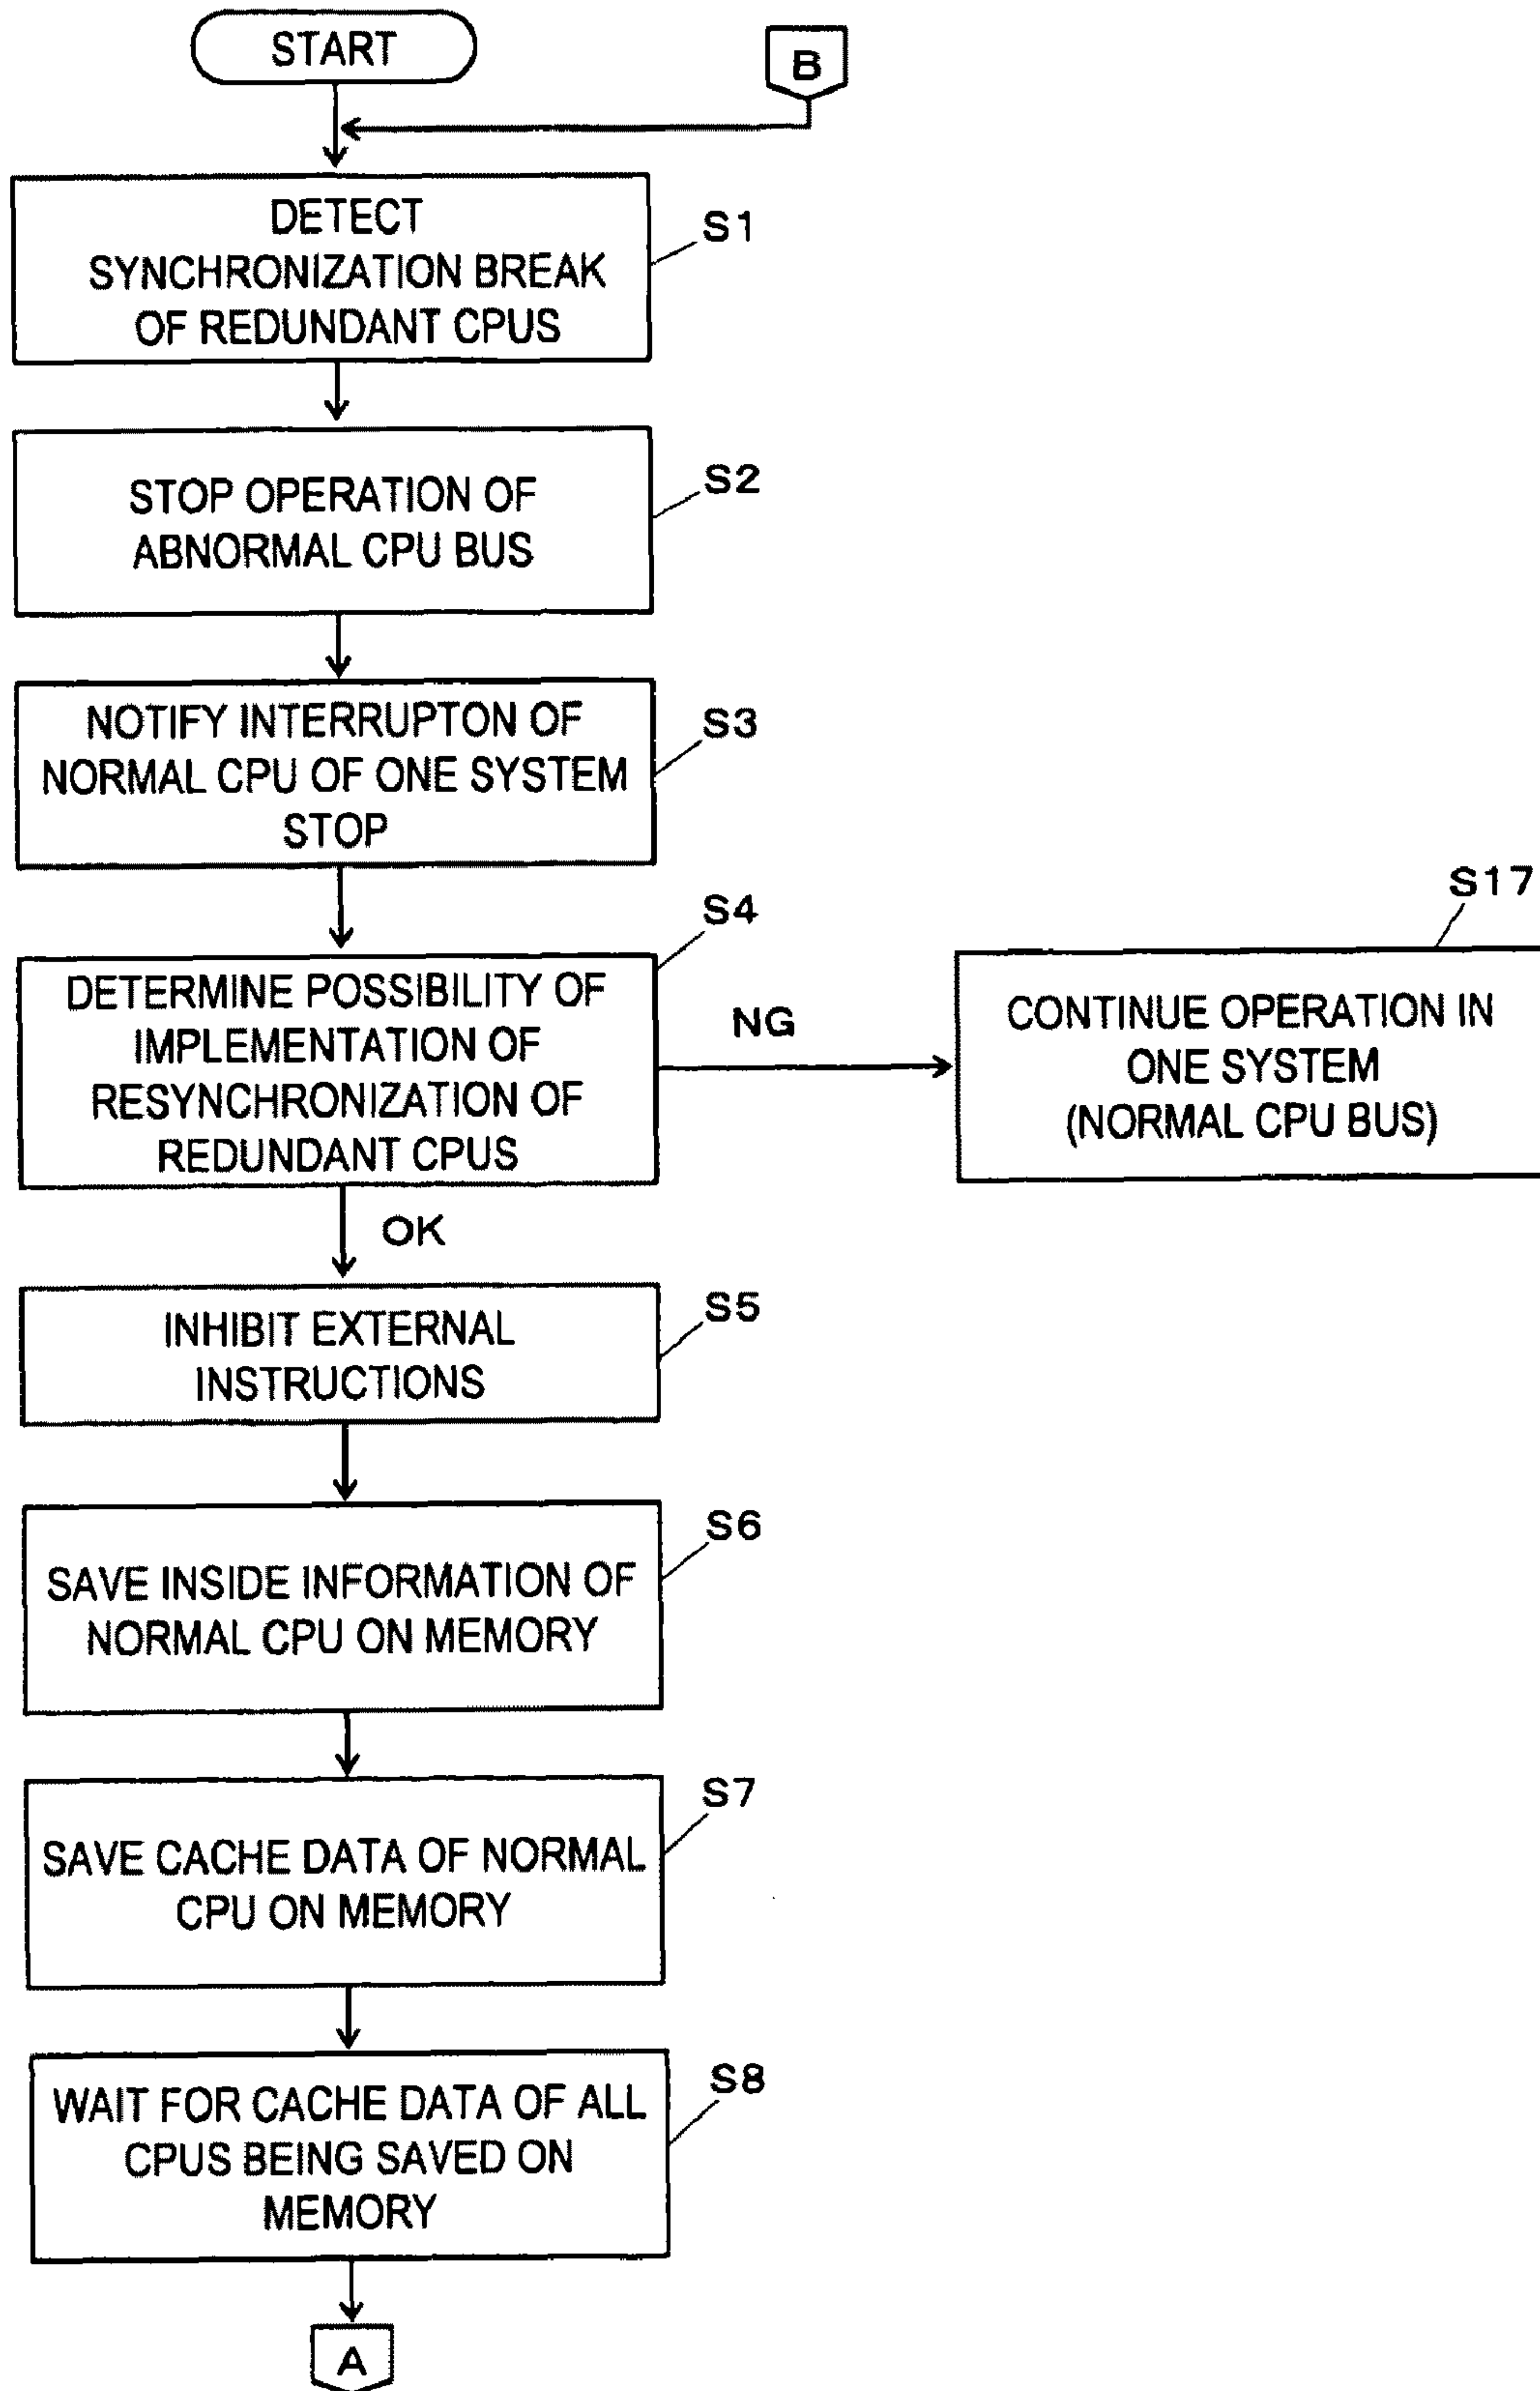 START
B
DETECT
SYNCHRONIZATION BREAK
OF REDUNDANT CPUS
S1
STOP OPERATION OF
ABNORMAL CPU BUS
S2
NOTIFY INTERRUPTON OF
NORMAL CPU OF ONE SYSTEM
STOP
S3
DETERMINE POSSIBILITY OF
IMPLEMENTATION OF
RESYNCHRONIZATION OF
REDUNDANT CPUS
S4
NG
S17
CONTINUE OPERATION IN
ONE SYSTEM
(NORMAL CPU BUS)
OK
INHIBIT EXTERNAL
INSTRUCTIONS
S5
SAVE INSIDE INFORMATION OF
NORMAL CPU ON MEMORY
S6
SAVE CACHE DATA OF NORMAL
CPU ON MEMORY
S7
WAIT FOR CACHE DATA OF ALL
CPUS BEING SAVED ON
MEMORY
S8
A